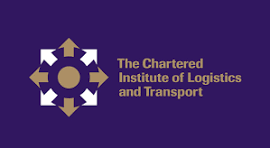 The Chartered
Institute of Logistics
and Transport